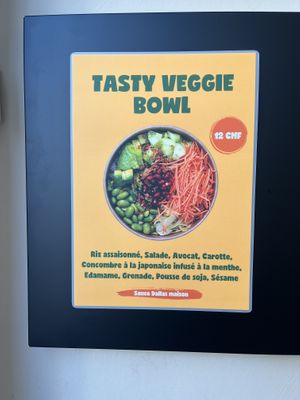 TASTY VEGGIE
BOWL
12 CHF
Ris assaisonné, Salade, Avocat, Carotte,
Concombre à la japonaise infusé à la menthe,
Edamame, Grenade, Pousse de soja, Sésame
Sauce Dallas maison